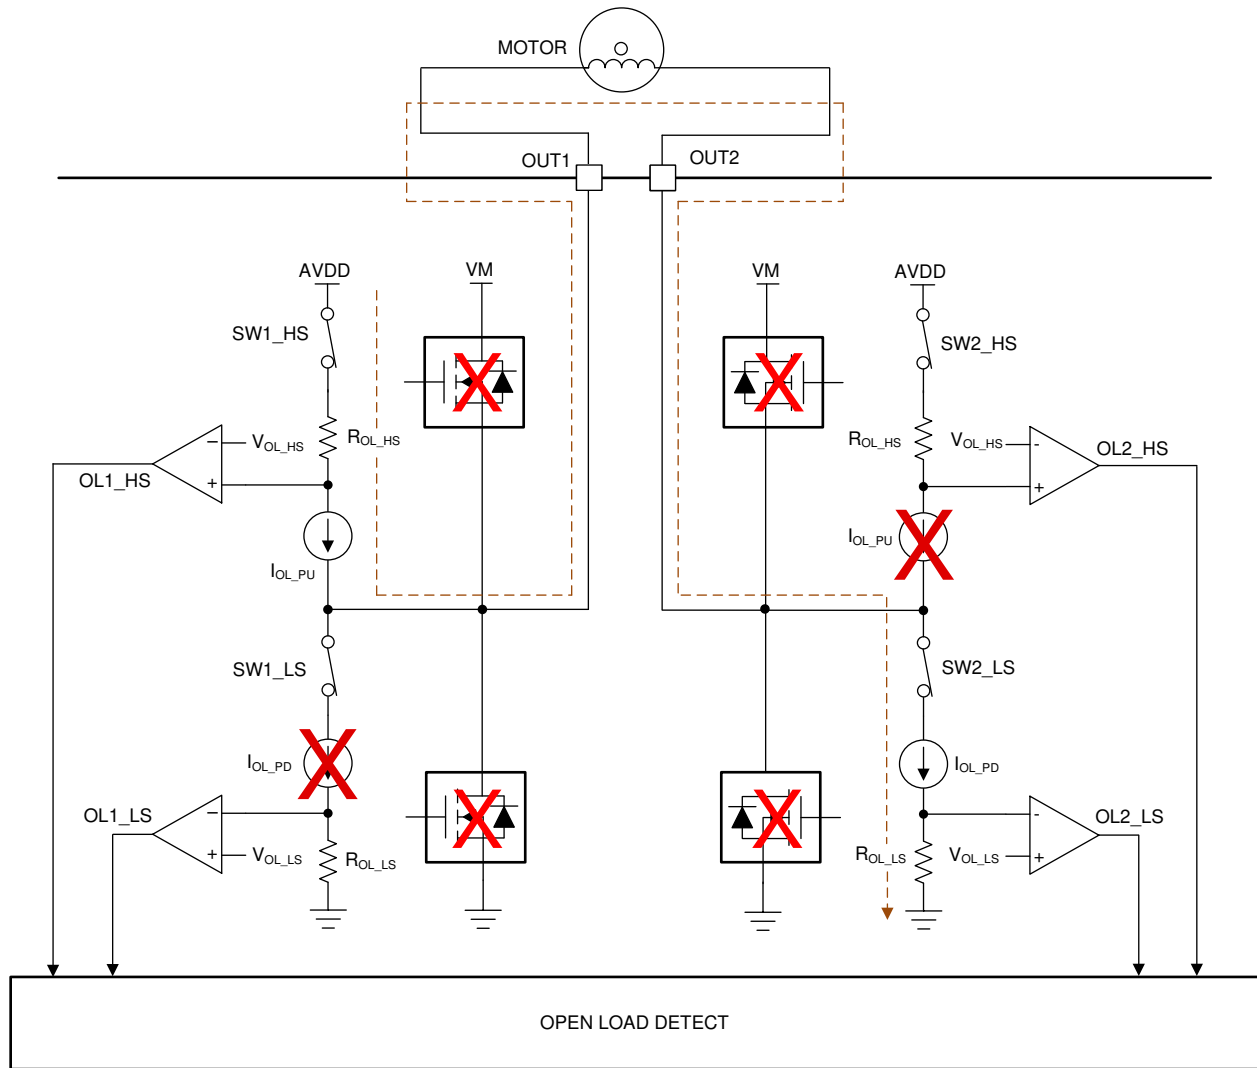 MOTOR
OUT1
OUT2
AVDD
VM
VM
AVDD
SW1_HS
SW2_HS
VOL_HS
ROL_HS
ROL_HS
VOL_HS
OL1_HS
OL2_HS
−
+
-
+
IOL_PU
IOL_PU
SW1_LS
SW2_LS
IOL_PD
IOL_PD
OL1_LS
OL2_LS
−
+
-
+
VOL_LS
ROL_LS
ROL_LS
VOL_LS
OPEN LOAD DETECT